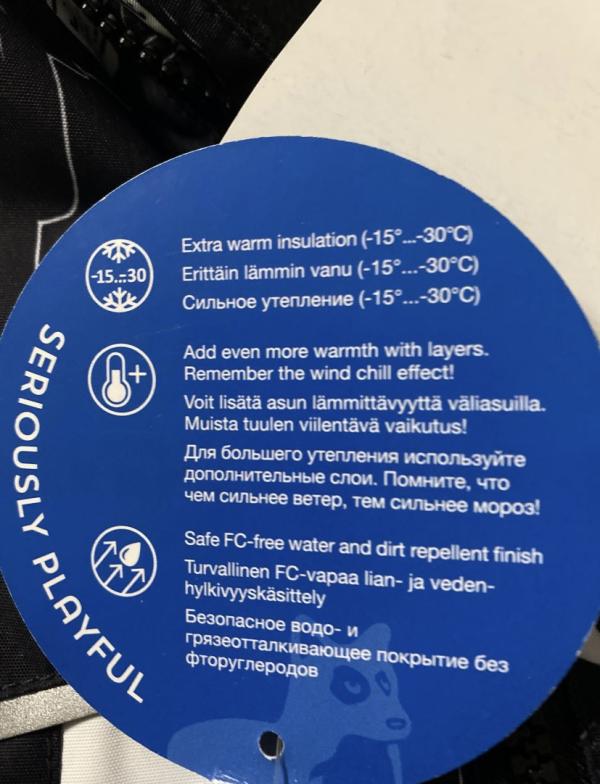 Extra warm insulation (-15°...-30°C)
-15...-30
Erittäin lämmin vanu (-15°...-30°C)
Сильное утепление (-15°...-30°C)
Add even more warmth with layers.
Remember the wind chill effect!
Voit lisätä asun lämmittävyyttä väliasuilla.
Muista tuulen viilentävä vaikutus!
Для большего утепления используйте
дополнительные слои. Помните, что
чем сильнее ветер, тем сильнее мороз!
Safe FC-free water and dirt repellent finish
Turvallinen FC-vapaa lian- ja veden-
hylkivyyskäsittely
Безопасное водо- и
грязеотталкивающее покрытие без
фторуглеродов
SERIOUSLY PLAYFUL